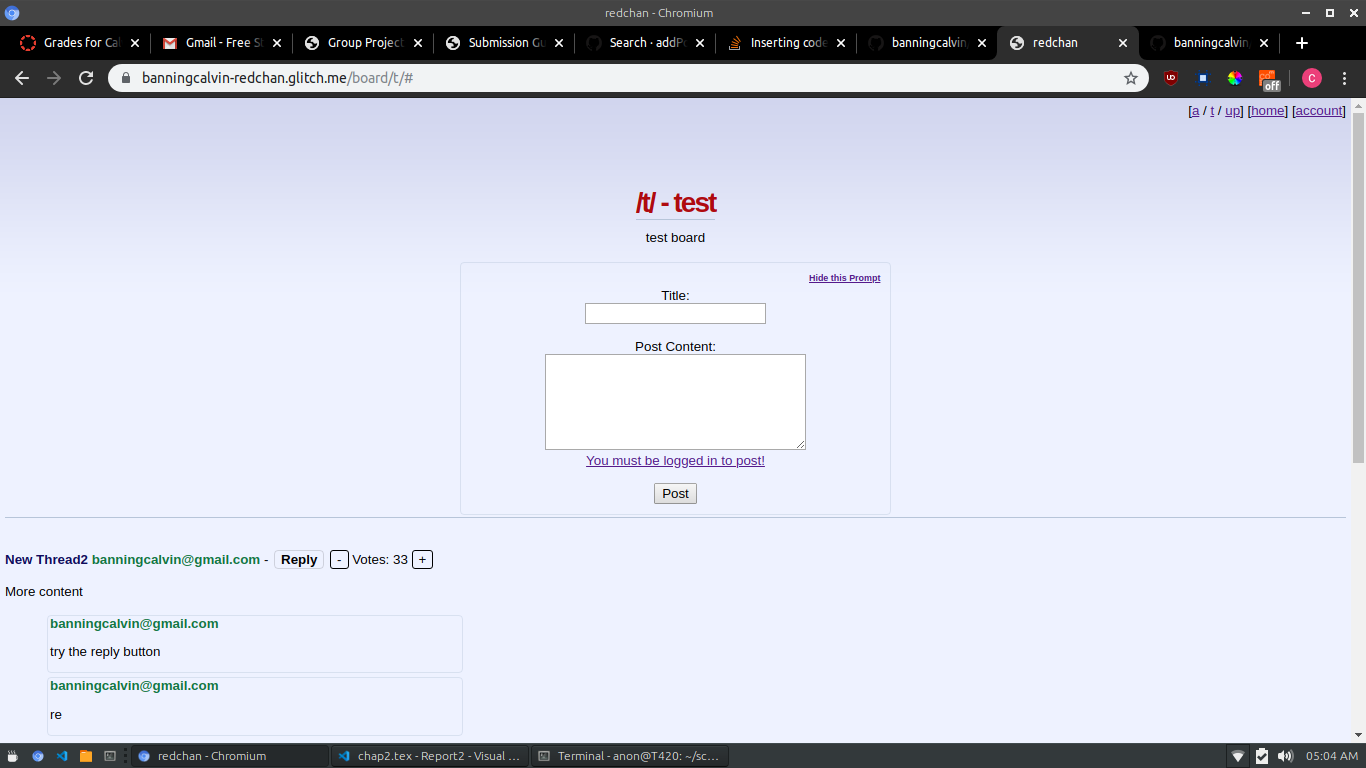 redchan - Chromium
Grades for Cal
Gmail - Free St
Group Project
Submission Gu
Search · addPo
Inserting code
banningcalvin
redchan
banningcalvin
banningcalvin-redchan.glitch.me/board/t/#
off
C
[a / t / up] [home] [account]
/t/ - test
test board
Hide this Prompt
Title:
Post Content:
You must be logged in to post!
Post
New Thread2 banningcalvin@gmail.com - Reply - Votes: 33 +
More content
banningcalvin@gmail.com
try the reply button
banningcalvin@gmail.com
re
redchan - Chromium
chap2.tex - Report2 - Visual ...
Terminal - anon@T420: ~/sc...
05:04 AM